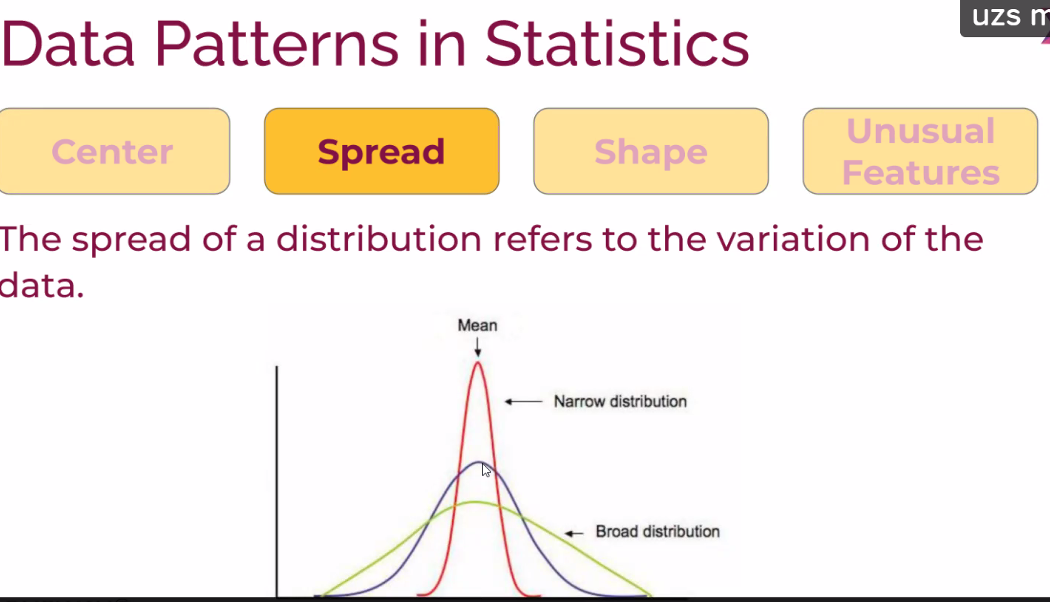 uzs
Data Patterns in Statistics
Center
Spread
Shape
Unusual
Features
The spread of a distribution refers to the variation of the
data.
Mean
Narrow distribution
Broad distribution